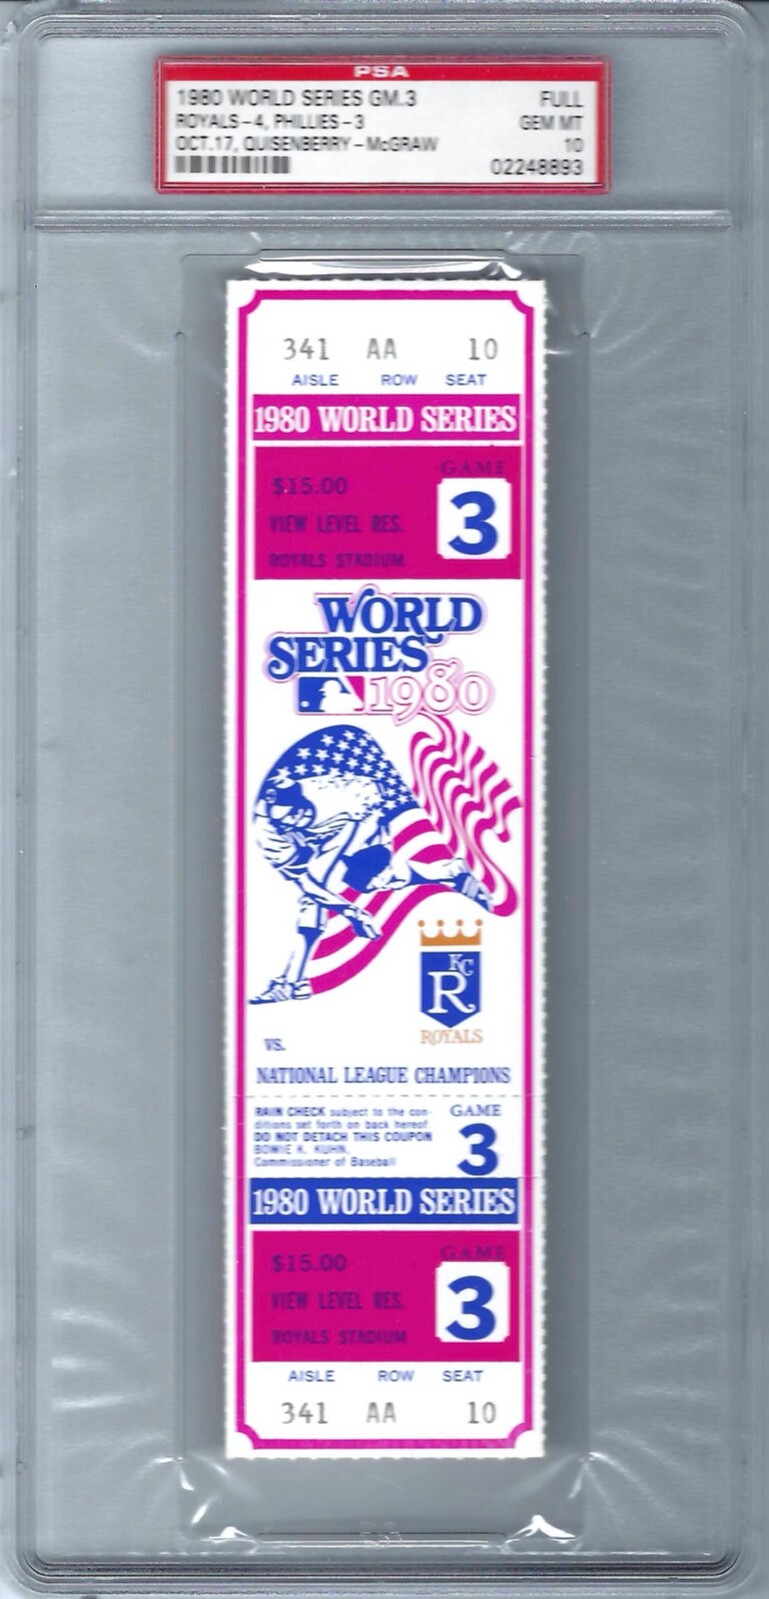 PSA
1980 WORLD SERIES GM.3 FULL
ROYALS-4, PHILLIES-3 GEM MT
OCT.17, QUISENBERRY-McGRAW 10
02248893
341 AA 10
AISLE ROW SEAT
1980 WORLD SERIES
GAME
$15.00
3
VIEW LEVEL RES.
ROYALS STADIUM
WORLD
SERIES
1980
KC
R
ROYALS
VS.
NATIONAL LEAGUE CHAMPIONS
RAIN CHECK subject to the con-
ditions set forth on back hereof.
DO NOT DETACH THIS COUPON
BOWIE K. KUHN,
Commissioner of Baseball
GAME
3
1980 WORLD SERIES
GAME
$15.00
3
VIEW LEVEL RES.
ROYALS STADIUM
AISLE ROW SEAT
341 AA 10